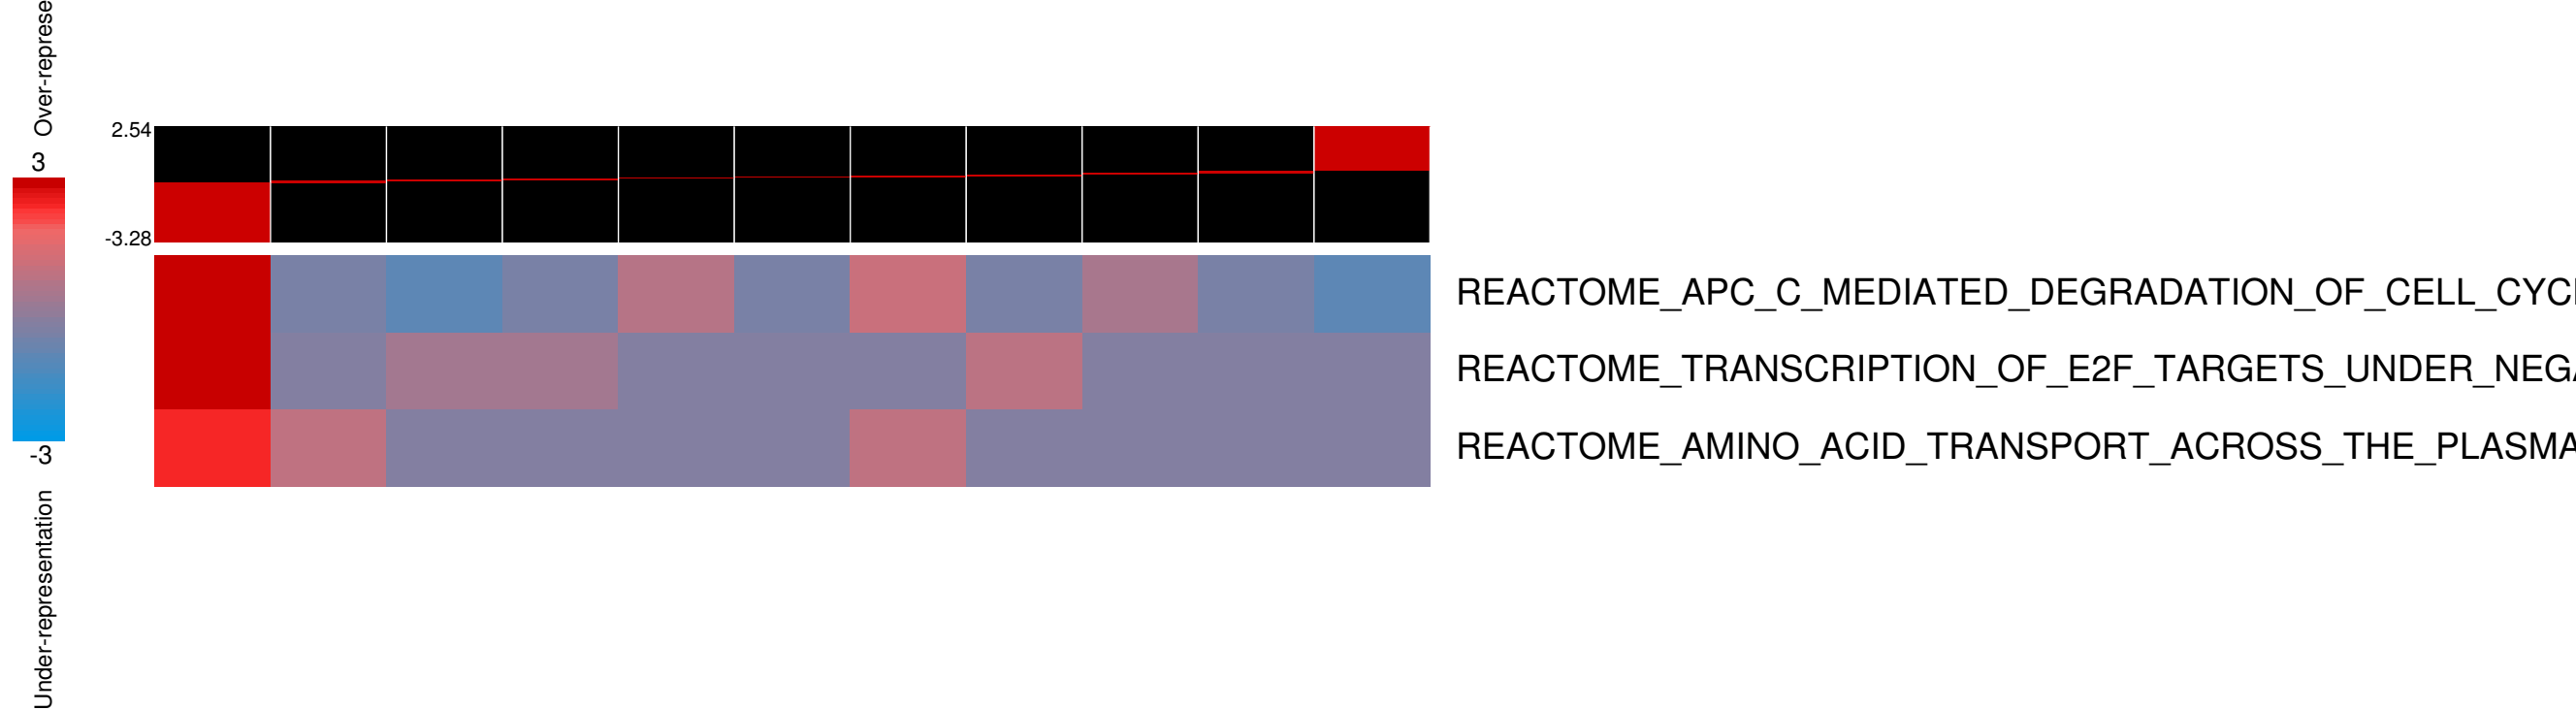 Over-represe
2.54
3
-3.28
-3
Under-representation
REACTOME_APC_C_MEDIATED_DEGRADATION_OF_CELL_CYC
REACTOME_TRANSCRIPTION_OF_E2F_TARGETS_UNDER_NEG
REACTOME_AMINO_ACID_TRANSPORT_ACROSS_THE_PLASMA